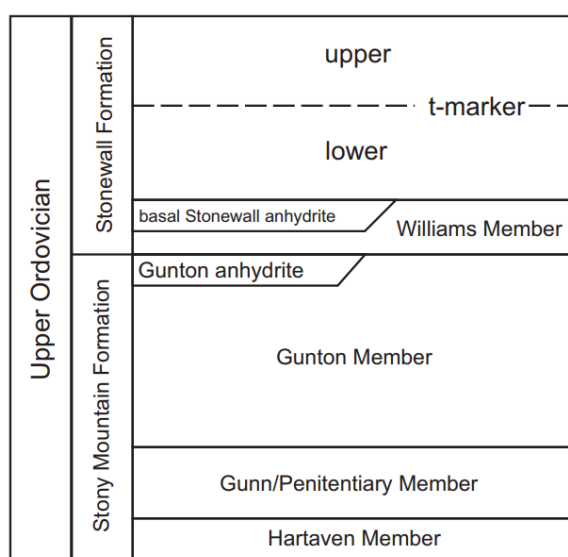 Upper Ordovician
Stonewall Formation
upper
t-marker
lower
basal Stonewall anhydrite
Williams Member
Stony Mountain Formation
Gunton anhydrite
Gunton Member
Gunn/Penitentiary Member
Hartaven Member